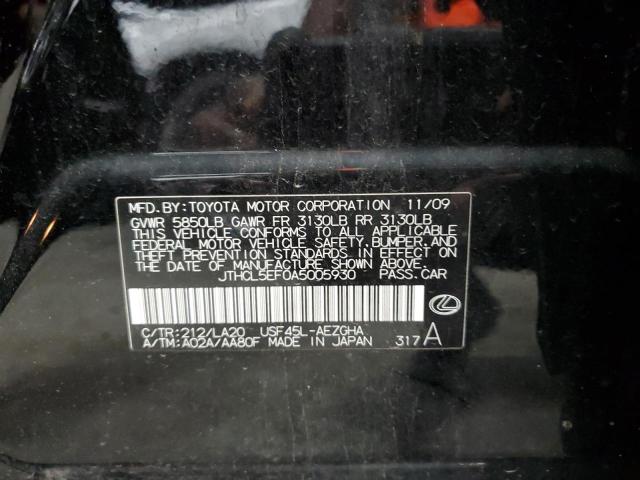 MFD.BY:TOYOTA MOTOR CORPORATION 11/09
GVWR 5850LB GAWR FR 3130LB RR 3130LB
THIS VEHICLE CONFORMS TO ALL APPLICABLE
FEDERAL MOTOR VEHICLE SAFETY,BUMPER,AND
THEFT PREVENTION STANDARDS IN EFFECT ON
THE DATE OF MANUFACTURE SHOWN ABOVE.
JTHCL5EF0A5005930 PASS.CAR
C/TR:212/LA20 USF45L-AEZGHA
A/TM:A02A/AA80F MADE IN JAPAN 317A